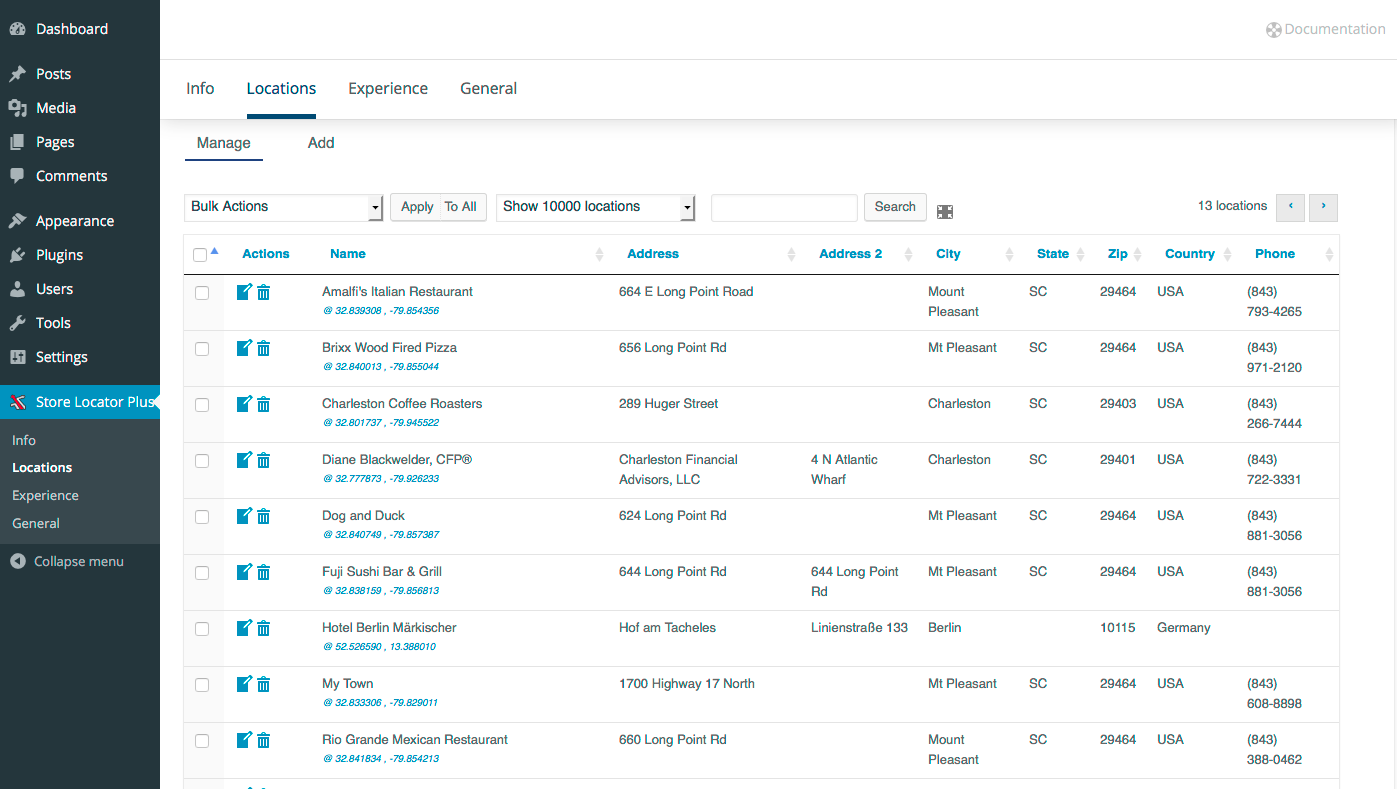 Dashboard
Posts
Media
Pages
Comments
Appearance
Plugins
Users
Tools
Settings
Store Locator Plus
Info
Locations
Experience
General
Collapse menu
Documentation
Info Locations Experience General
Manage Add
Bulk Actions Apply To All Show 10000 locations Search 13 locations ‹ ›
Actions Name Address Address 2 City State Zip Country Phone
Amalfi's Italian Restaurant 664 E Long Point Road Mount SC 29464 USA (843)
@ 32.839308 , -79.854356 Pleasant 793-4265
Brixx Wood Fired Pizza 656 Long Point Rd Mt Pleasant SC 29464 USA (843)
@ 32.840013 , -79.855044 971-2120
Charleston Coffee Roasters 289 Huger Street Charleston SC 29403 USA (843)
@ 32.801737 , -79.945522 266-7444
Diane Blackwelder, CFP® Charleston Financial 4 N Atlantic Charleston SC 29401 USA (843)
@ 32.777873 , -79.926233 Advisors, LLC Wharf 722-3331
Dog and Duck 624 Long Point Rd Mt Pleasant SC 29464 USA (843)
@ 32.840749 , -79.857387 881-3056
Fuji Sushi Bar & Grill 644 Long Point Rd 644 Long Point Mt Pleasant SC 29464 USA (843)
@ 32.838159 , -79.856813 Rd 881-3056
Hotel Berlin Märkischer Hof am Tacheles Linienstraße 133 Berlin 10115 Germany
@ 52.526590 , 13.388010
My Town 1700 Highway 17 North Mt Pleasant SC 29464 USA (843)
@ 32.833306 , -79.829011 608-8898
Rio Grande Mexican Restaurant 660 Long Point Rd Mount SC 29464 USA (843)
@ 32.841834 , -79.854213 Pleasant 388-0462